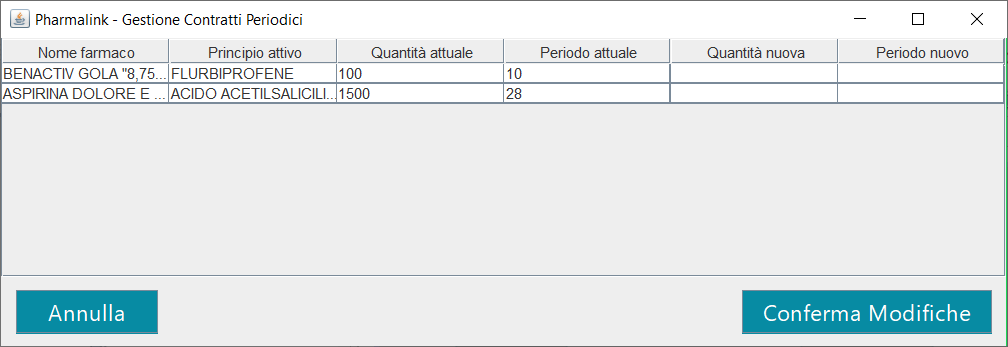 Pharmalink - Gestione Contratti Periodici
Nome farmaco Principio attivo Quantità attuale Periodo attuale Quantità nuova Periodo nuovo
BENACTIV GOLA "8,75... FLURBIPROFENE 100 10
ASPIRINA DOLORE E ... ACIDO ACETILSALICILI... 1500 28
Annulla Conferma Modifiche